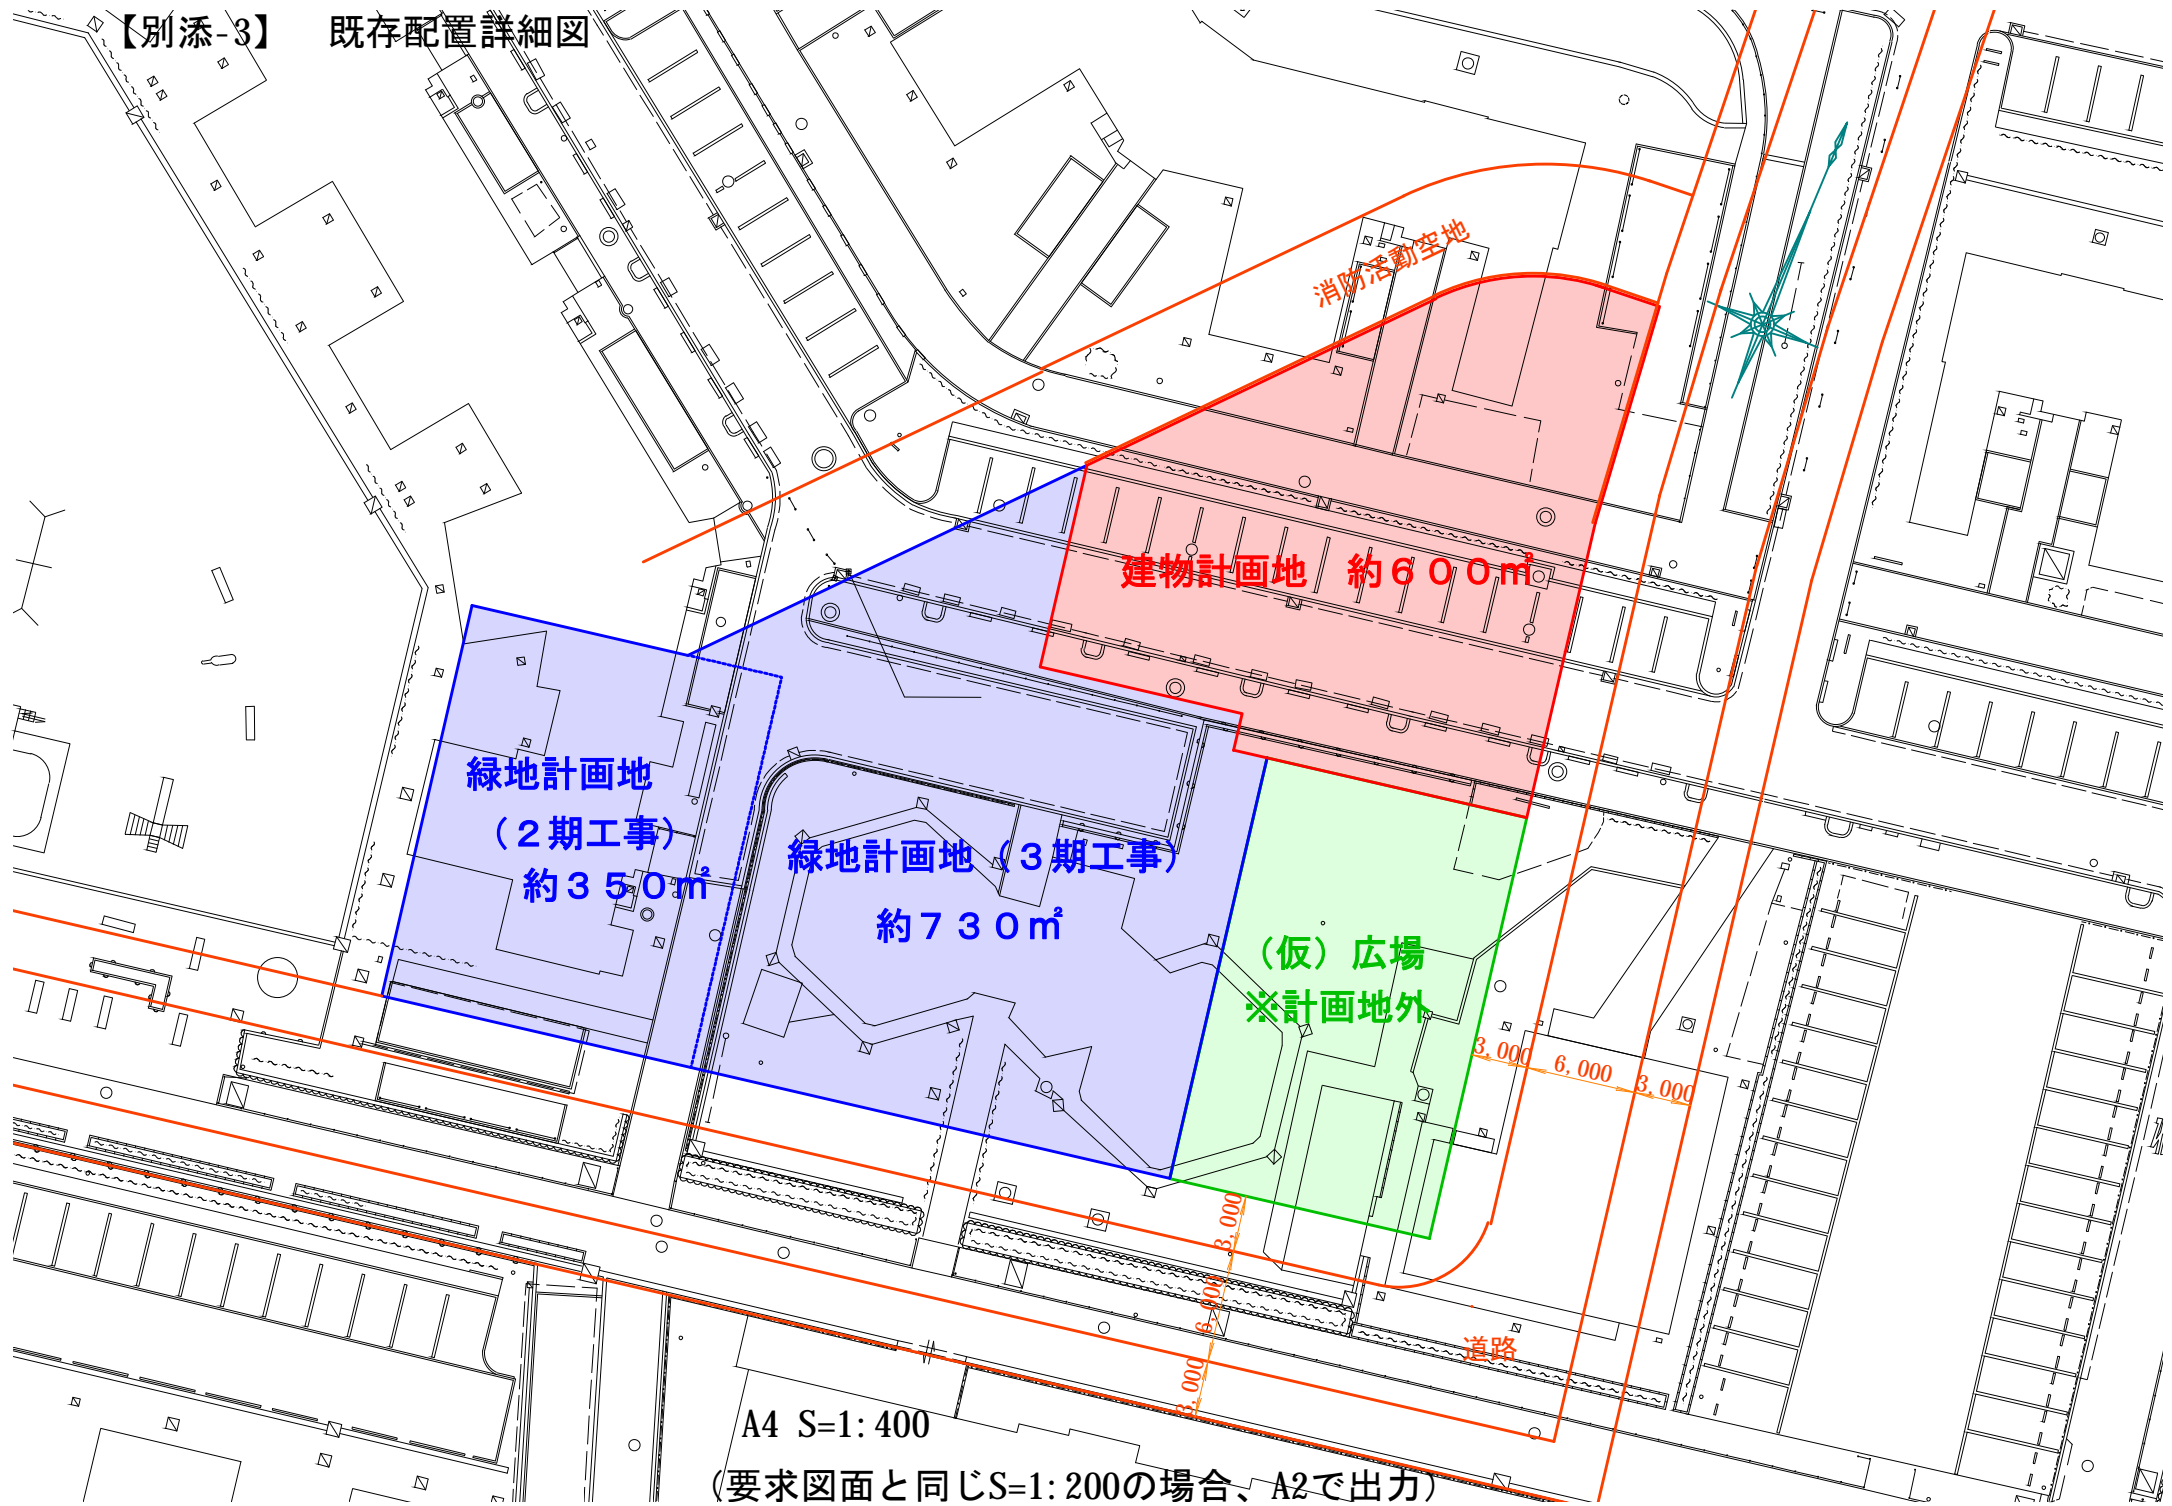 【別添-3】　既存配置詳細図
消防活動空地
建物計画地　約６００㎡
緑地計画地
（２期工事）
約３５０㎡
緑地計画地（３期工事）
約７３０㎡
（仮）広場
※計画地外
3,000
6,000
3,000
3,000
6,000
3,000
道路
A4 S=1:400
（要求図面と同じS=1:200の場合、A2で出力）